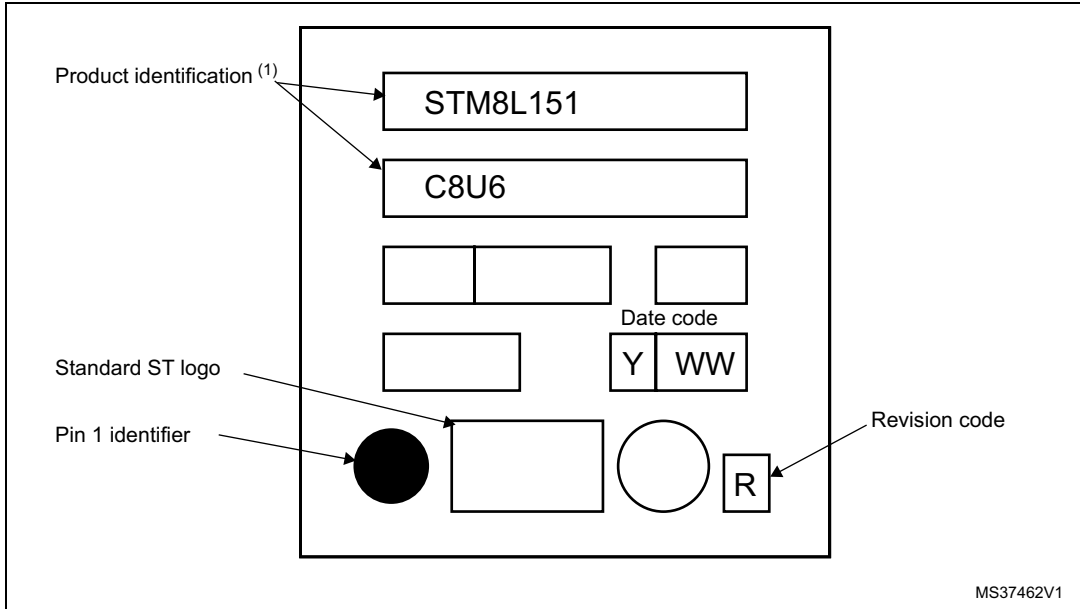 Product identification (1)
STM8L151
C8U6
Date code
Y WW
Standard ST logo
Pin 1 identifier
Revision code
R
MS37462V1